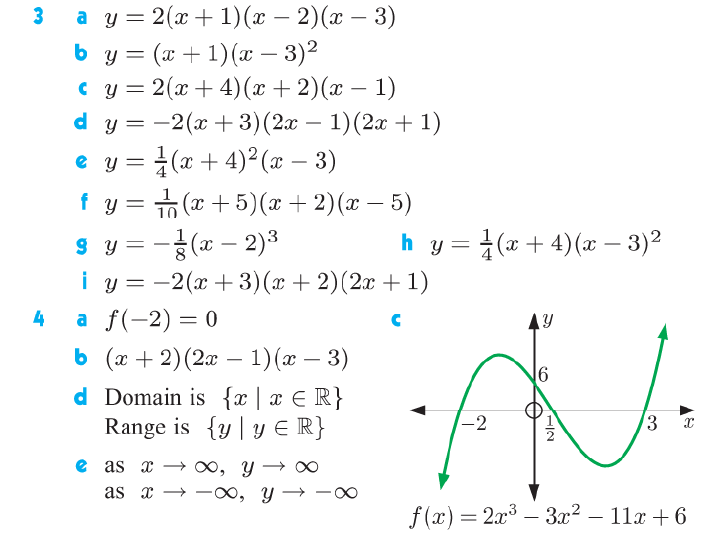 3 a y = 2(x + 1)(x − 2)(x − 3)
b y = (x + 1)(x − 3)²
c y = 2(x + 4)(x + 2)(x − 1)
d y = −2(x + 3)(2x − 1)(2x + 1)
e y = 1/4(x + 4)²(x − 3)
f y = 1/10(x + 5)(x + 2)(x − 5)
g y = −1/8(x − 2)³ h y = 1/4(x + 4)(x − 3)²
i y = −2(x + 3)(x + 2)(2x + 1)
4 a f(−2) = 0
b (x + 2)(2x − 1)(x − 3)
d Domain is {x | x ∈ ℝ}
Range is {y | y ∈ ℝ}
e as x → ∞, y → ∞
as x → −∞, y → −∞
c
y
6
−2 1/2 3 x
f(x) = 2x³ − 3x² − 11x + 6